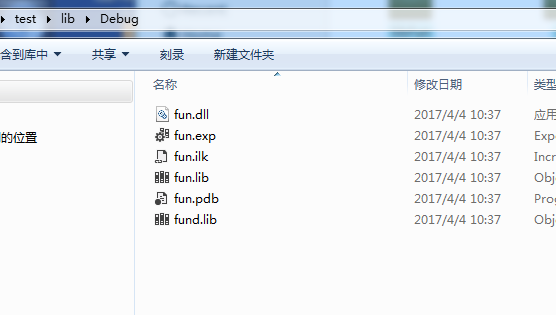 test lib Debug
含到库中 共享 刻录 新建文件夹
名称 修改日期 类型
fun.dll 2017/4/4 10:37 应用
fun.exp 2017/4/4 10:37 Expo
的位置 fun.ilk 2017/4/4 10:37 Incr
fun.lib 2017/4/4 10:37 Obje
fun.pdb 2017/4/4 10:37 Prog
fund.lib 2017/4/4 10:37 Obje